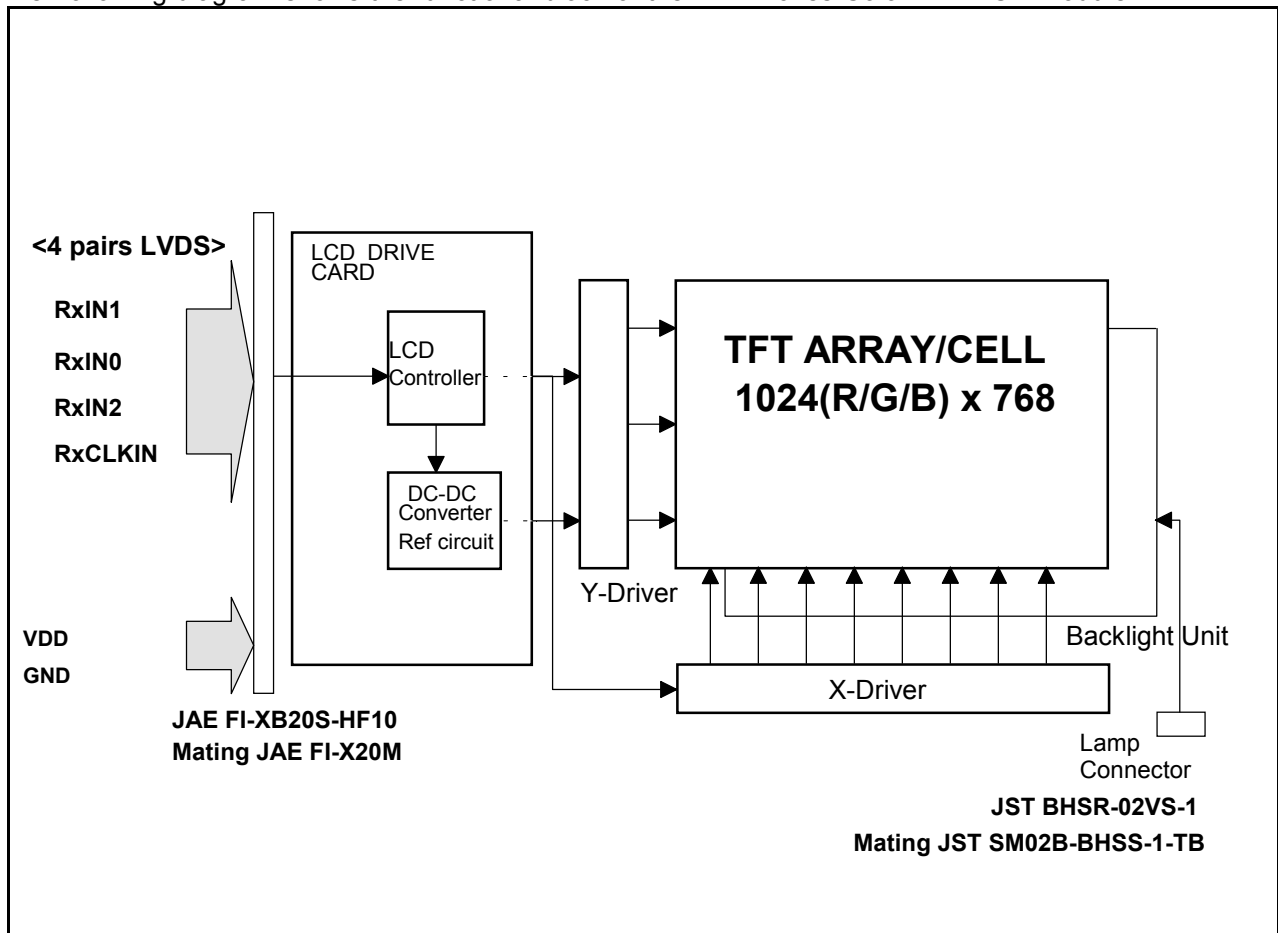 <4 pairs LVDS>
RxIN1
RxIN0
RxIN2
RxCLKIN
VDD
GND
JAE FI-XB20S-HF10
Mating JAE FI-X20M
LCD DRIVE
CARD
LCD
Controller
DC-DC
Converter
Ref circuit
Y-Driver
TFT ARRAY/CELL
1024(R/G/B) x 768
Backlight Unit
X-Driver
Lamp
Connector
JST BHSR-02VS-1
Mating JST SM02B-BHSS-1-TB